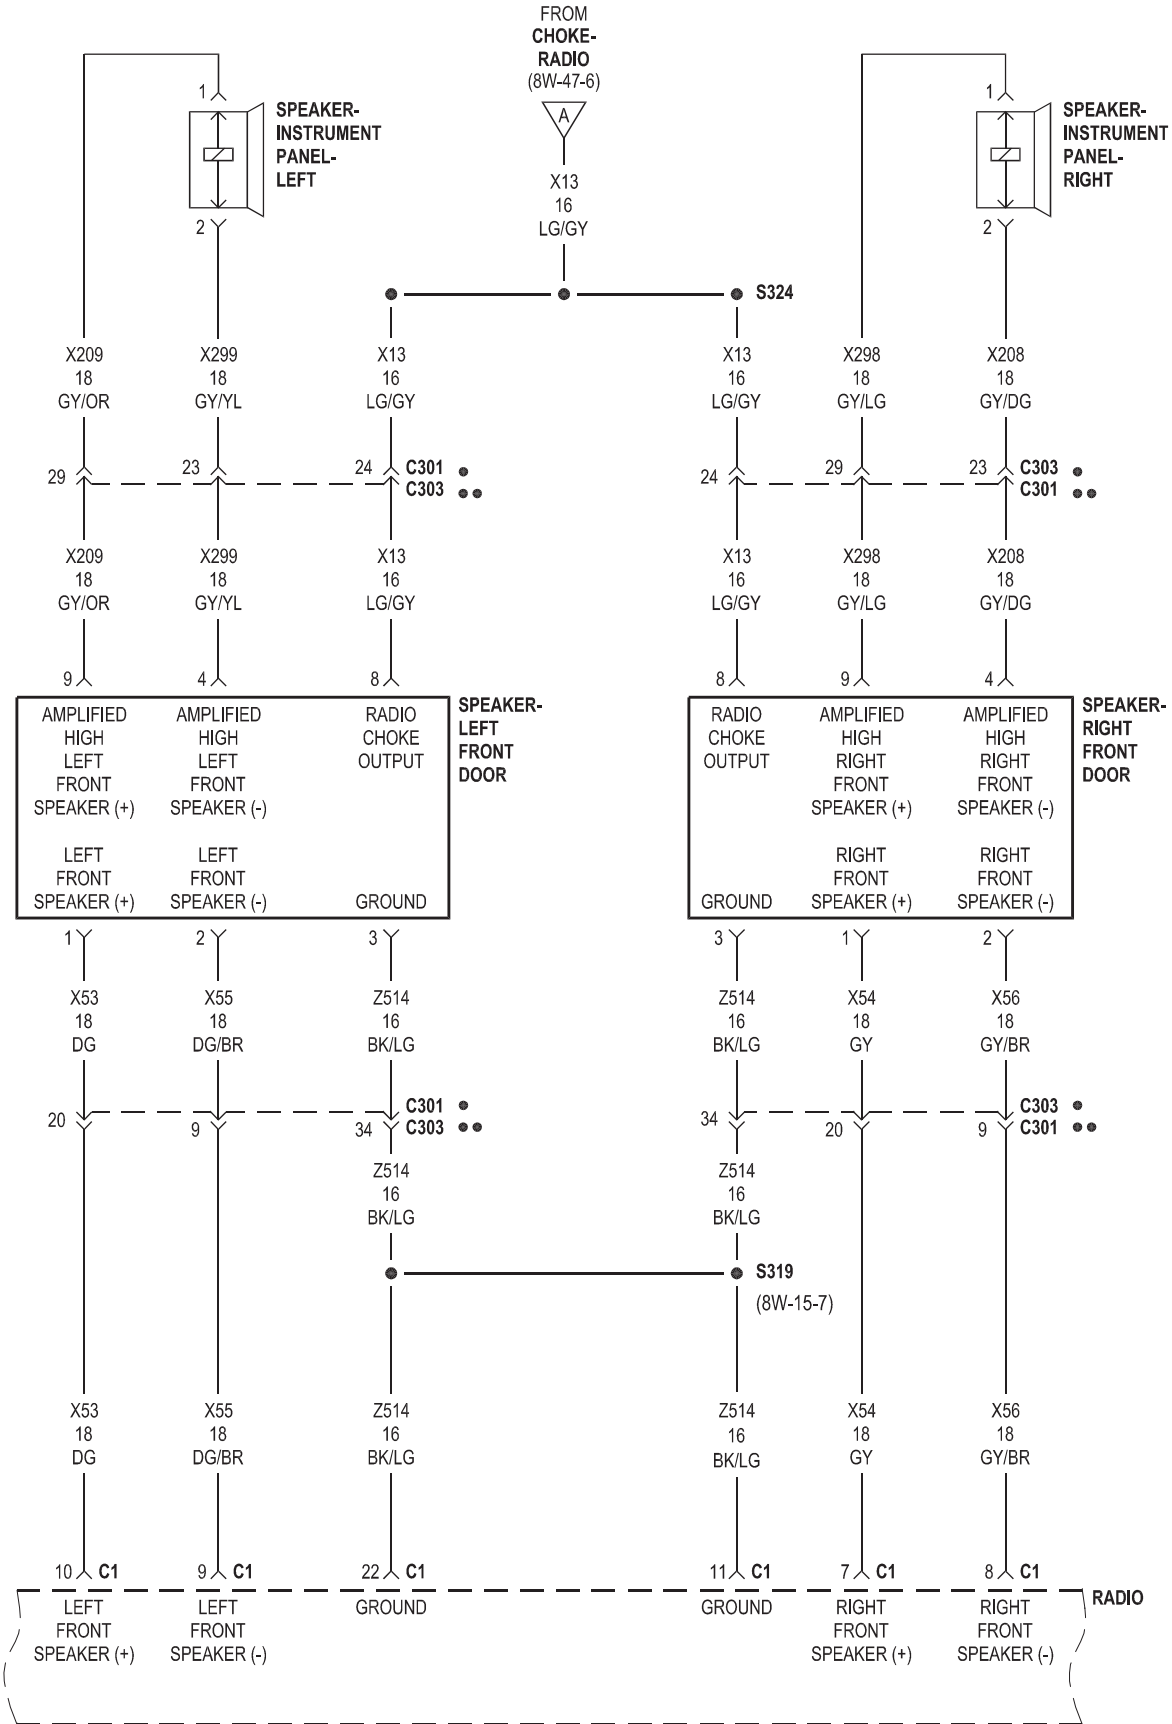 FROM
CHOKE-
RADIO
(8W-47-6)
A
X13
16
LG/GY
1
SPEAKER-
INSTRUMENT
PANEL-
LEFT
2
1
SPEAKER-
INSTRUMENT
PANEL-
RIGHT
2
S324
X209 X299 X13 X13 X298 X208
18 18 16 16 18 18
GY/OR GY/YL LG/GY LG/GY GY/LG GY/DG
29 23 24 C301 24 29 23 C303
C303 C301
X209 X299 X13 X13 X298 X208
18 18 16 16 18 18
GY/OR GY/YL LG/GY LG/GY GY/LG GY/DG
9 4 8 8 9 4
SPEAKER-
LEFT
FRONT
DOOR
AMPLIFIED
HIGH
LEFT
FRONT
SPEAKER (+)
AMPLIFIED
HIGH
LEFT
FRONT
SPEAKER (-)
RADIO
CHOKE
OUTPUT
LEFT
FRONT
SPEAKER (+)
LEFT
FRONT
SPEAKER (-)
GROUND
SPEAKER-
RIGHT
FRONT
DOOR
RADIO
CHOKE
OUTPUT
AMPLIFIED
HIGH
RIGHT
FRONT
SPEAKER (+)
AMPLIFIED
HIGH
RIGHT
FRONT
SPEAKER (-)
GROUND
RIGHT
FRONT
SPEAKER (+)
RIGHT
FRONT
SPEAKER (-)
1 2 3 3 1 2
X53 X55 Z514 Z514 X54 X56
18 18 16 16 18 18
DG DG/BR BK/LG BK/LG GY GY/BR
20 9 34 C301 34 20 9 C303
C303 C301
Z514 Z514
16 16
BK/LG BK/LG
S319
(8W-15-7)
X53 X55 Z514 Z514 X54 X56
18 18 16 16 18 18
DG DG/BR BK/LG BK/LG GY GY/BR
10 C1 9 C1 22 C1 11 C1 7 C1 8 C1
RADIO
LEFT
FRONT
SPEAKER (+)
LEFT
FRONT
SPEAKER (-)
GROUND
GROUND
RIGHT
FRONT
SPEAKER (+)
RIGHT
FRONT
SPEAKER (-)